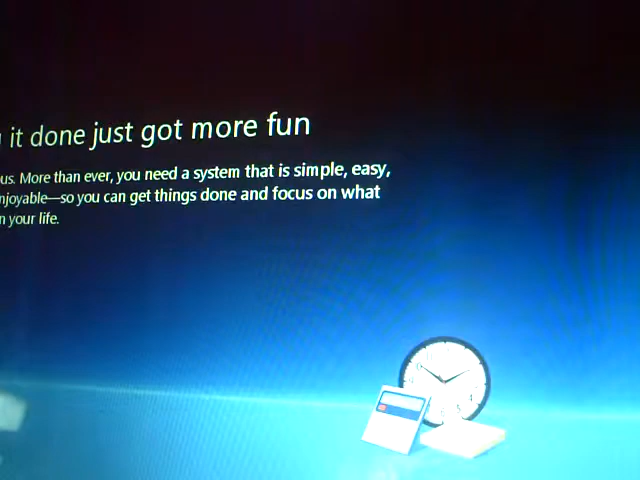 it done just got more fun
us. More than ever, you need a system that is simple, easy,
njoyable—so you can get things done and focus on what
n your life.